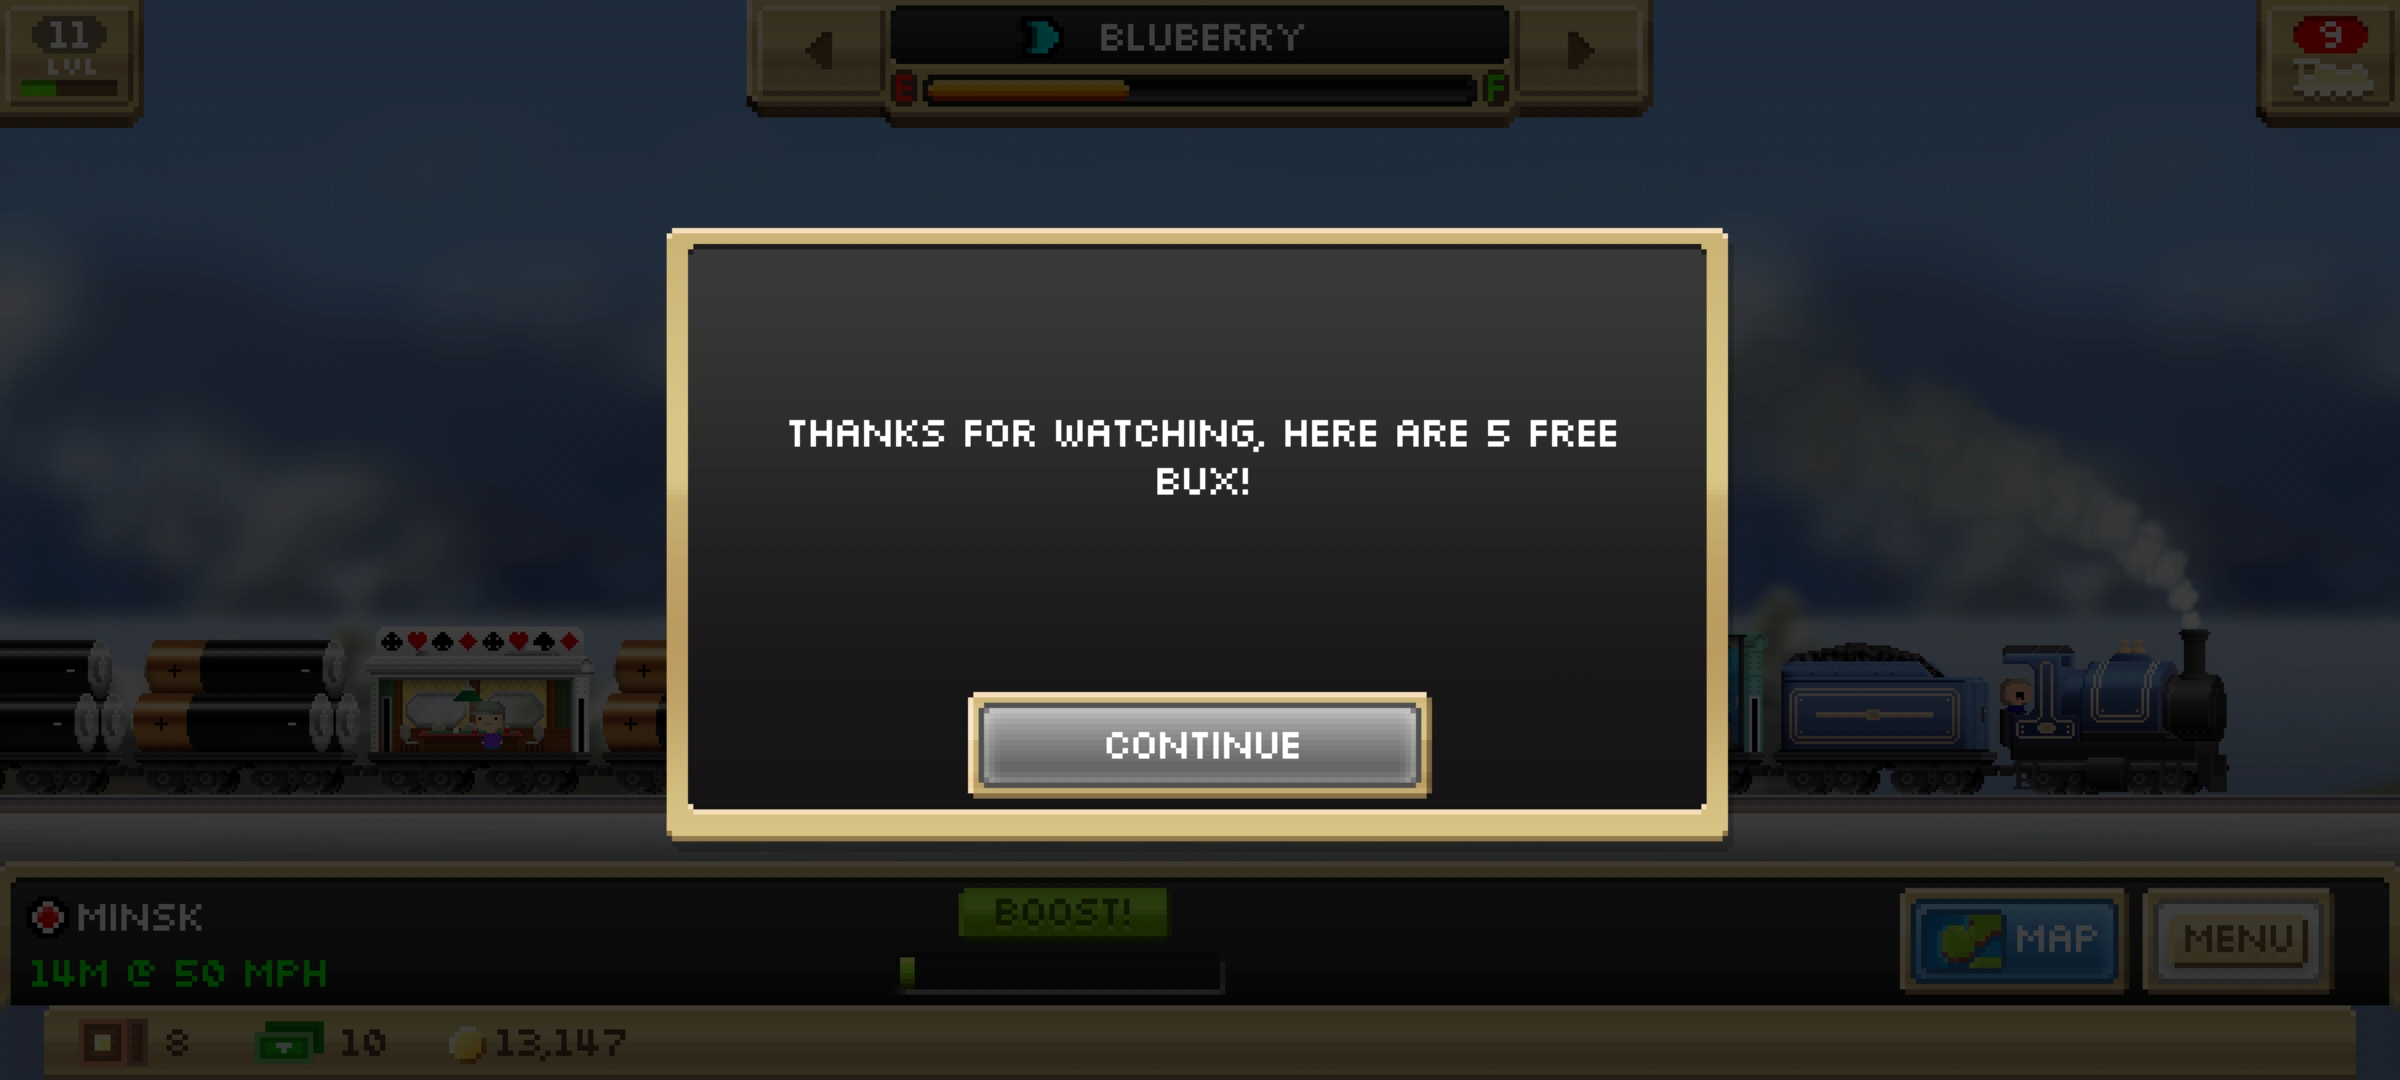 11
LVL
BLUBERRY
E F
9
THANKS FOR WATCHING, HERE ARE 5 FREE
BUX!
CONTINUE
MINSK
14M @ 50 MPH
BOOST!
MAP
MENU
8 10 13,147